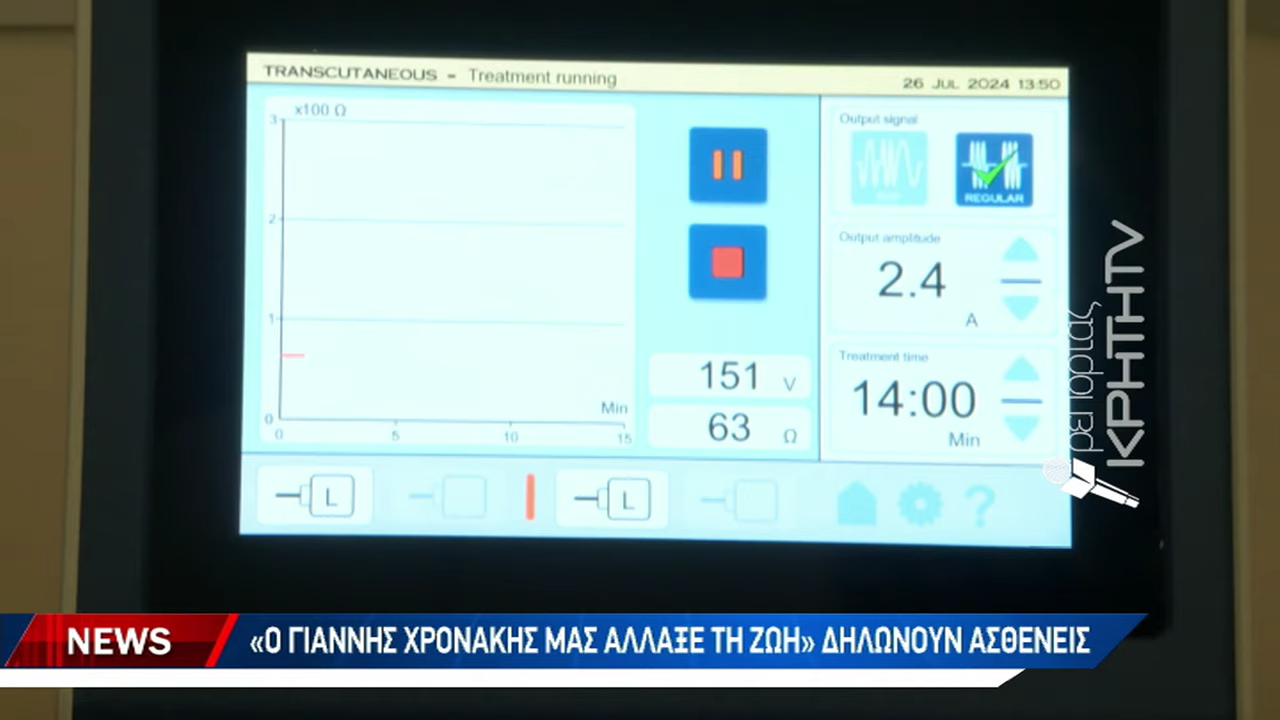 TRANSCUTANEOUS - Treatment running
26 JUL 2024 13:50
x100 Ω
3
2
1
0
0 5 10 15
Min
151 V
63 Ω
Output signal
REGULAR
Output amplitude
2.4
A
Treatment time
14:00
Min
L
L
?
ρεπορτάζ
ΚΡΗΤΗTV
NEWS
«Ο ΓΙΑΝΝΗΣ ΧΡΟΝΑΚΗΣ ΜΑΣ ΑΛΛΑΞΕ ΤΗ ΖΩΗ» ΔΗΛΩΝΟΥΝ ΑΣΘΕΝΕΙΣ